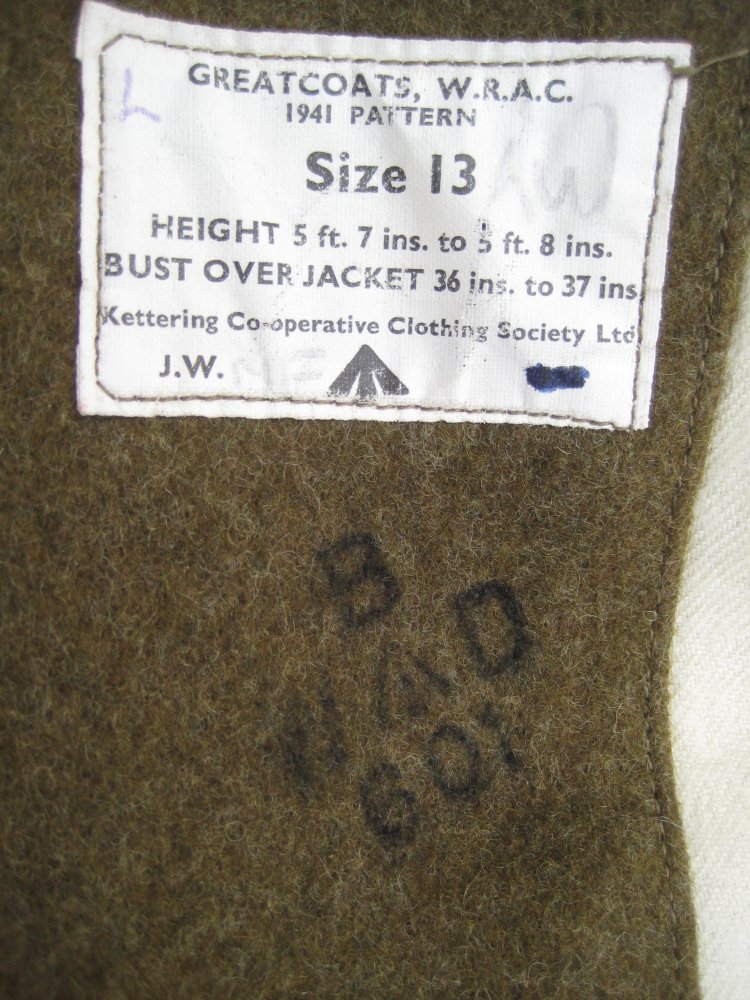 L
GREATCOATS, W.R.A.C.
1941 PATTERN
Size 13
HEIGHT 5 ft. 7 ins. to 5 ft. 8 ins.
BUST OVER JACKET 36 ins. to 37 ins
Kettering Co-operative Clothing Society Ltd
J.W.
B
D
601